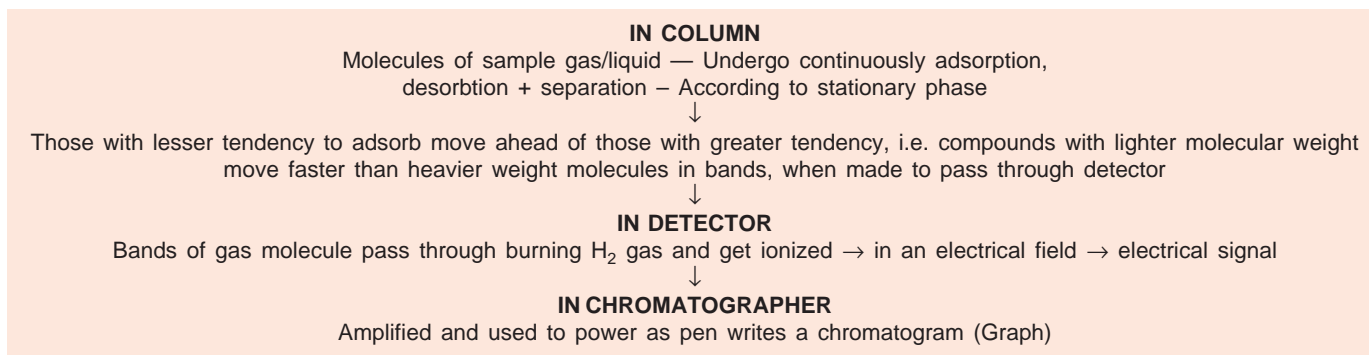 IN COLUMN
Molecules of sample gas/liquid — Undergo continuously adsorption,
desorbtion + separation – According to stationary phase
↓
Those with lesser tendency to adsorb move ahead of those with greater tendency, i.e. compounds with lighter molecular weight
move faster than heavier weight molecules in bands, when made to pass through detector
↓
IN DETECTOR
Bands of gas molecule pass through burning H₂ gas and get ionized → in an electrical field → electrical signal
↓
IN CHROMATOGRAPHER
Amplified and used to power as pen writes a chromatogram (Graph)